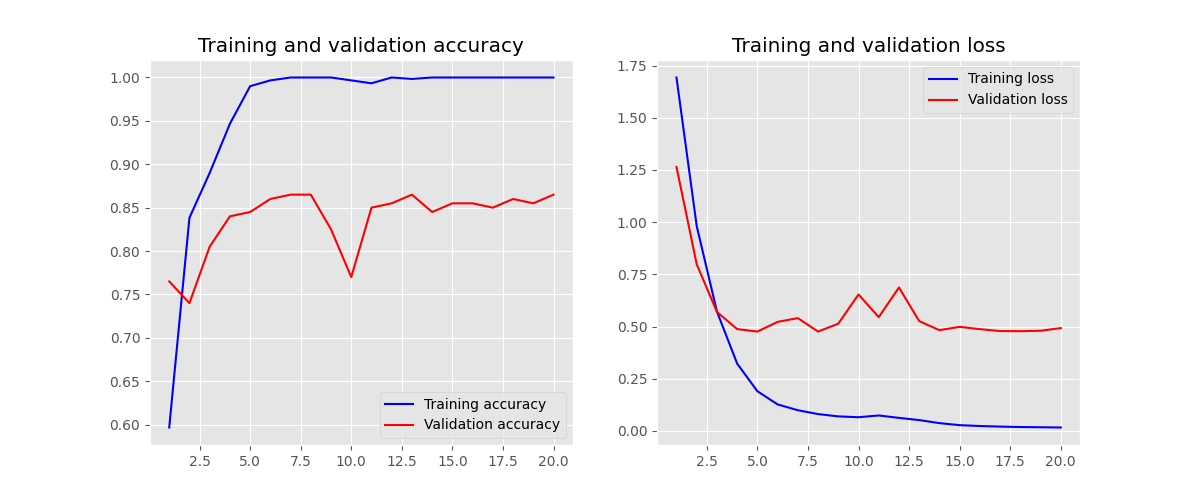 Training and validation accuracy
1.00
0.95
0.90
0.85
0.80
0.75
0.70
0.65
0.60
Training accuracy
Validation accuracy
2.5 5.0 7.5 10.0 12.5 15.0 17.5 20.0
Training and validation loss
1.75
1.50
1.25
1.00
0.75
0.50
0.25
0.00
Training loss
Validation loss
2.5 5.0 7.5 10.0 12.5 15.0 17.5 20.0